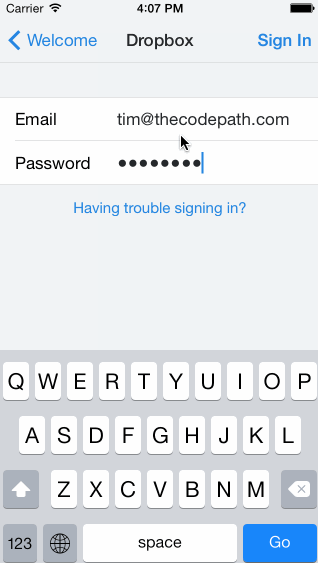 Carrier 4:07 PM
Welcome Dropbox Sign In
Email tim@thecodepath.com
Password ●●●●●●●●
Having trouble signing in?
Q W E R T Y U I O P
A S D F G H J K L
Z X C V B N M
123 space Go